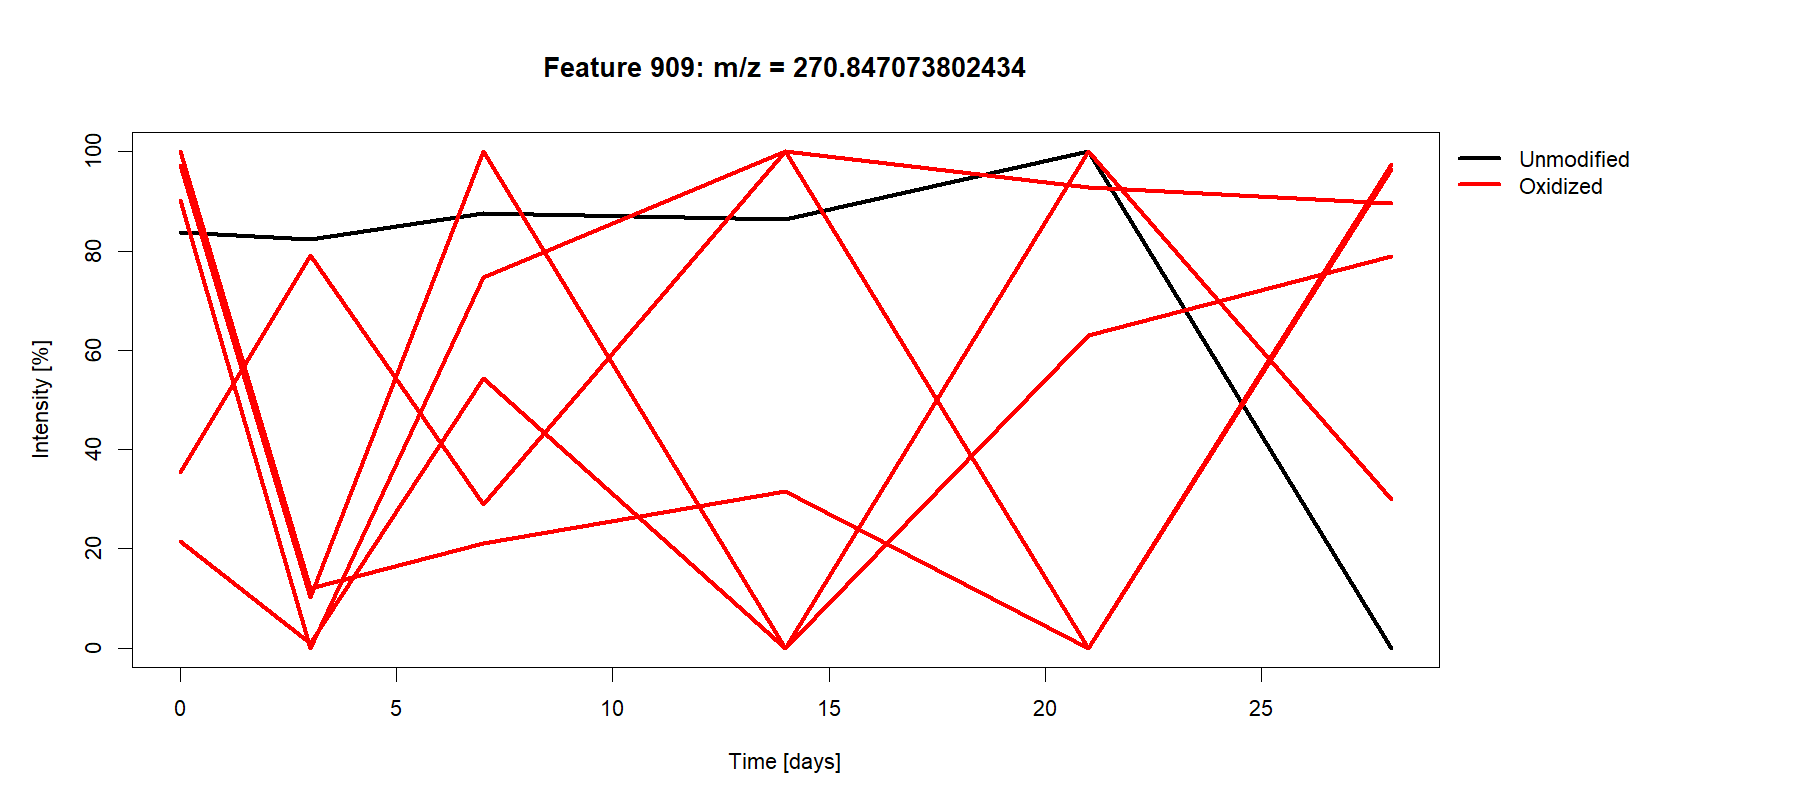 Feature 909: m/z = 270.847073802434
Unmodified
Oxidized
Intensity [%]
100
80
60
40
20
0
0 5 10 15 20 25
Time [days]